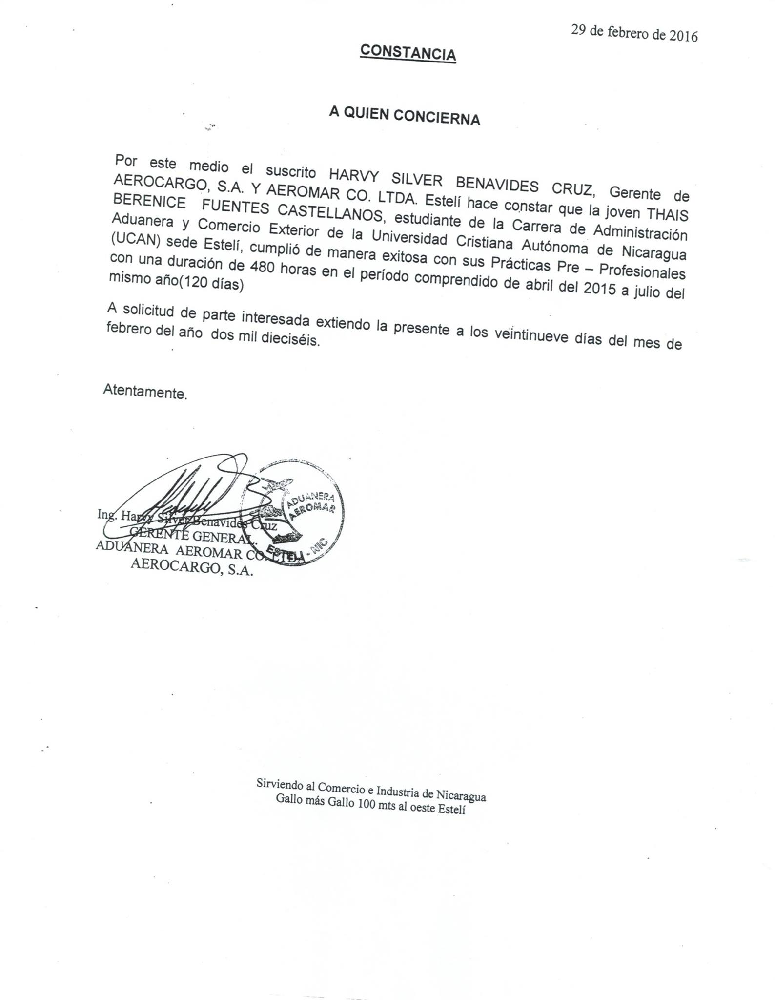 29 de febrero de 2016
CONSTANCIA
A QUIEN CONCIERNA
Por este medio el suscrito HARVY SILVER BENAVIDES CRUZ, Gerente de
AEROCARGO, S.A. Y AEROMAR CO. LTDA. Estelí hace constar que la joven THAIS
BERENICE FUENTES CASTELLANOS, estudiante de la Carrera de Administración
Aduanera y Comercio Exterior de la Universidad Cristiana Autónoma de Nicaragua
(UCAN) sede Estelí, cumplió de manera exitosa con sus Prácticas Pre – Profesionales
con una duración de 480 horas en el período comprendido de abril del 2015 a julio del
mismo año(120 días)
A solicitud de parte interesada extiendo la presente a los veintinueve días del mes de
febrero del año dos mil dieciséis.
Atentamente.
ADUANERA
AEROMAR
ESTELI - NIC
Ing. Harvy Silver Benavides Cruz
GERENTE GENERAL.
ADUANERA AEROMAR CO. LTDA
AEROCARGO, S.A.
Sirviendo al Comercio e Industria de Nicaragua
Gallo más Gallo 100 mts al oeste Estelí